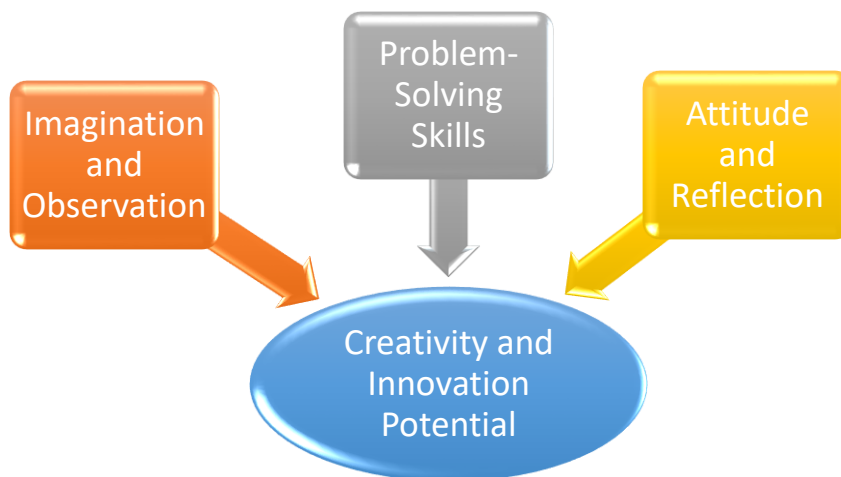 Imagination
and
Observation
Problem-
Solving
Skills
Attitude
and
Reflection
Creativity and
Innovation
Potential